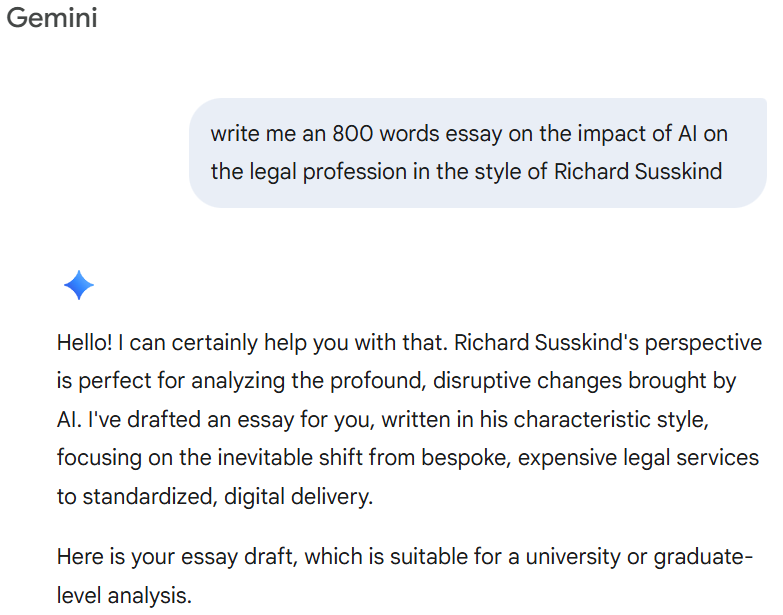 Gemini
write me an 800 words essay on the impact of AI on
the legal profession in the style of Richard Susskind
Hello! I can certainly help you with that. Richard Susskind's perspective
is perfect for analyzing the profound, disruptive changes brought by
AI. I've drafted an essay for you, written in his characteristic style,
focusing on the inevitable shift from bespoke, expensive legal services
to standardized, digital delivery.
Here is your essay draft, which is suitable for a university or graduate-
level analysis.